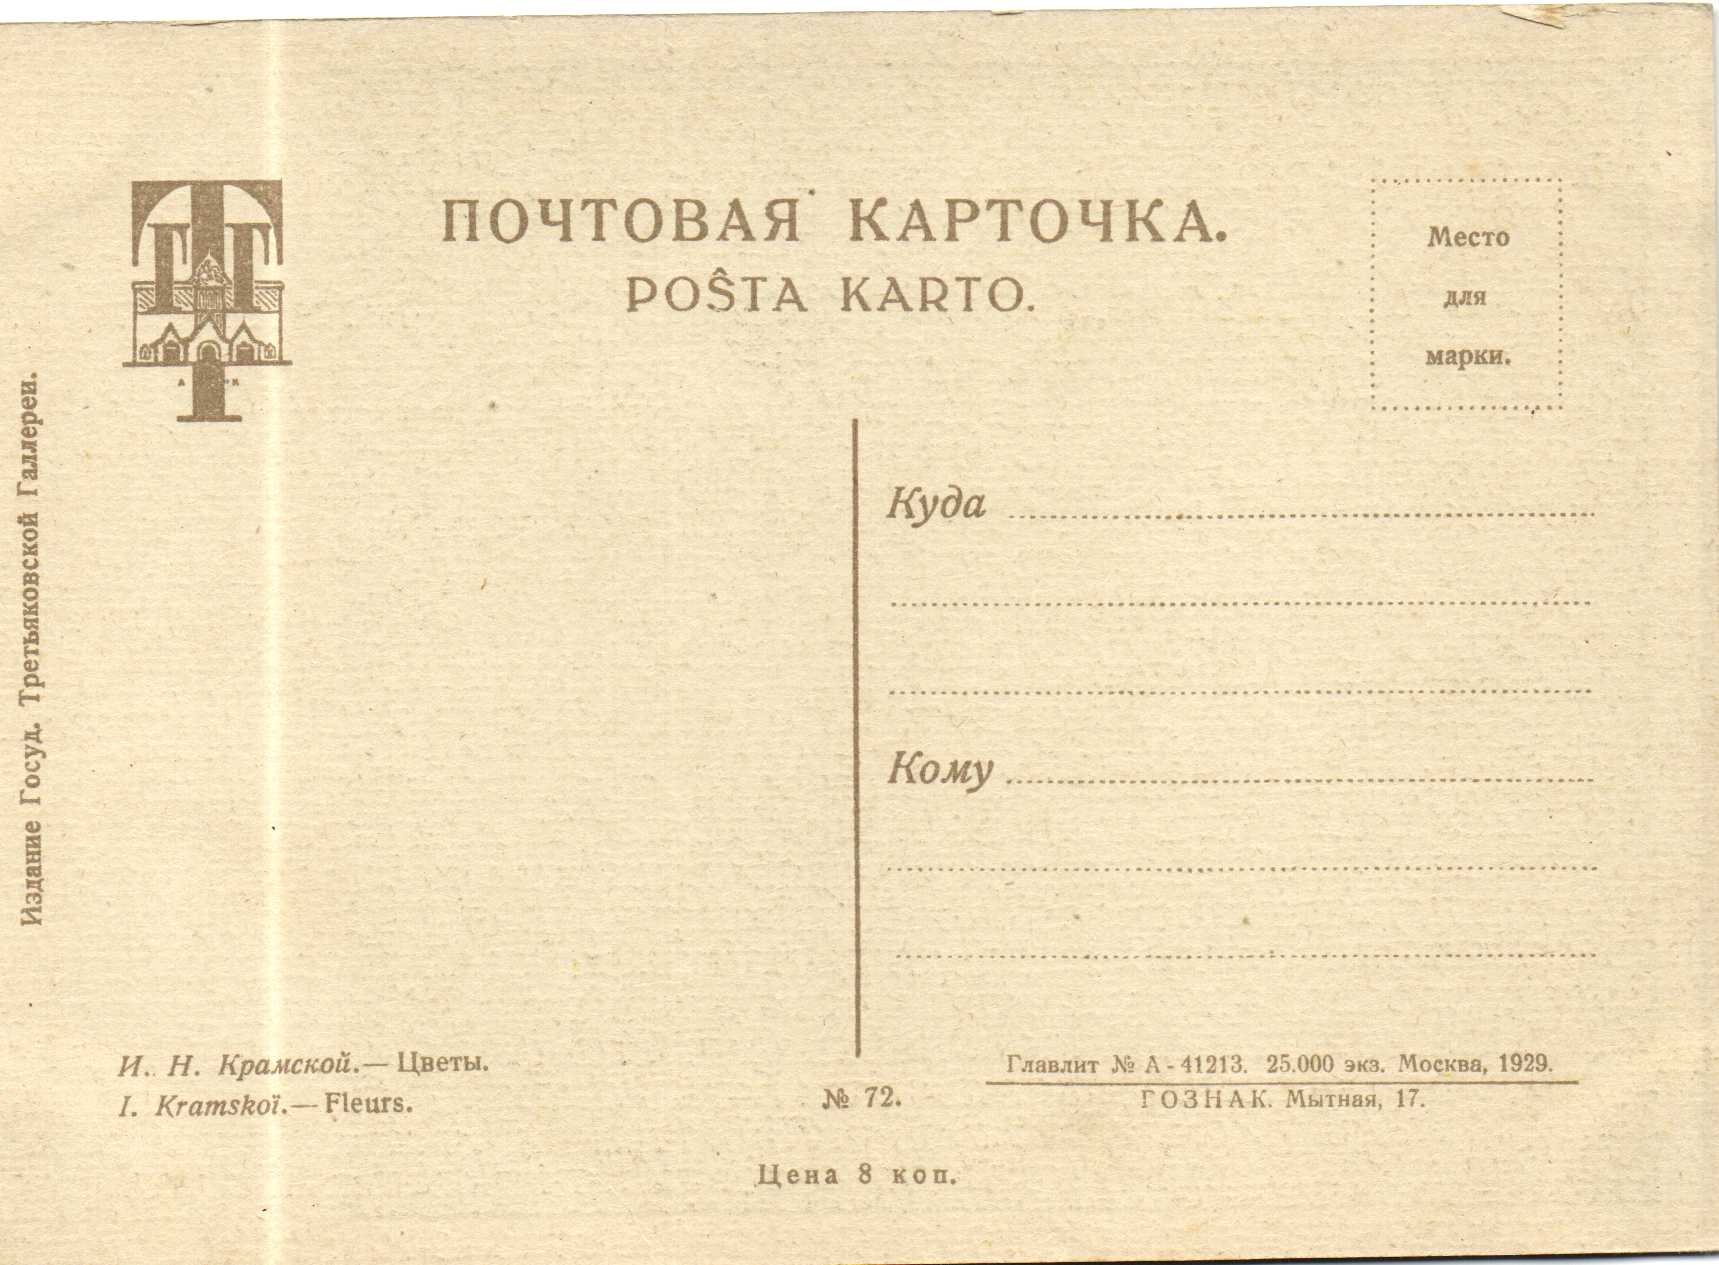 ПОЧТОВАЯ КАРТОЧКА.
POŜTA KARTO.
Место
для
марки.
ТГГ
А К
Издание Госуд. Третьяковской Галлереи.
Куда
Кому
И. Н. Крамской.— Цветы.
I. Kramskoï.— Fleurs.
№ 72.
Главлит № А - 41213. 25.000 экз. Москва, 1929.
ГОЗНАК. Мытная, 17.
Цена 8 коп.